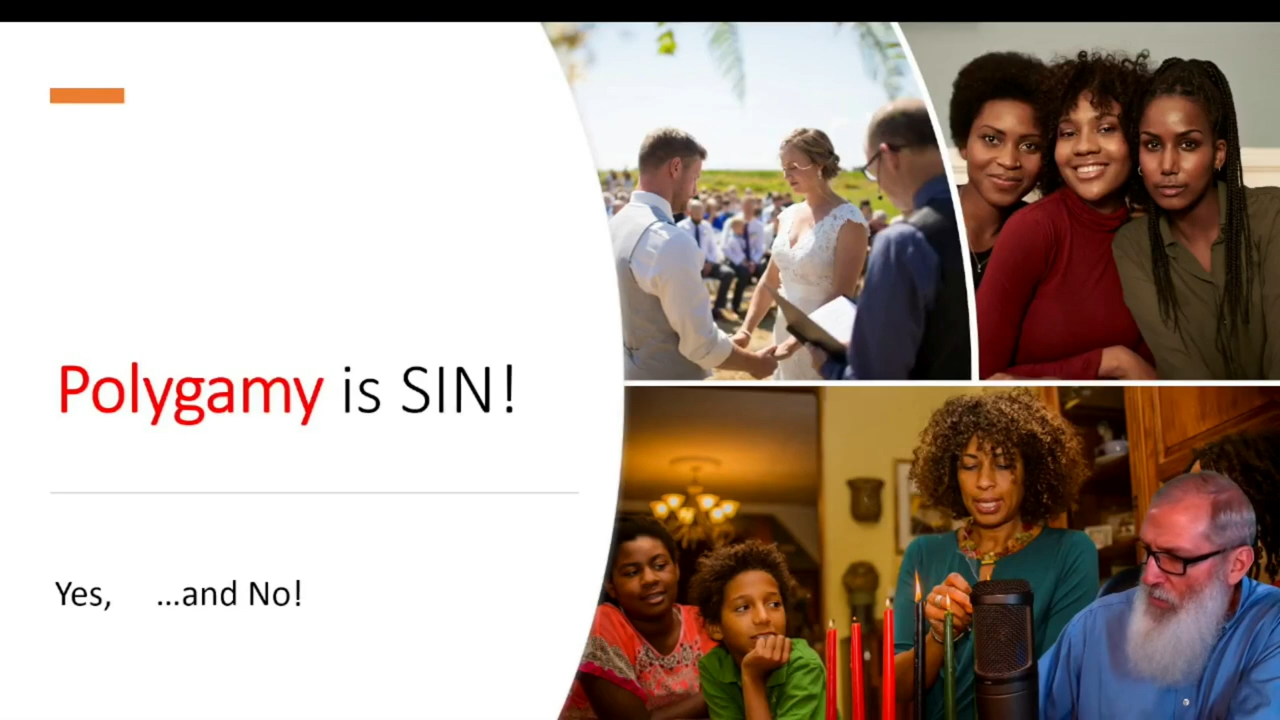 Polygamy is SIN!
Yes, ...and No!